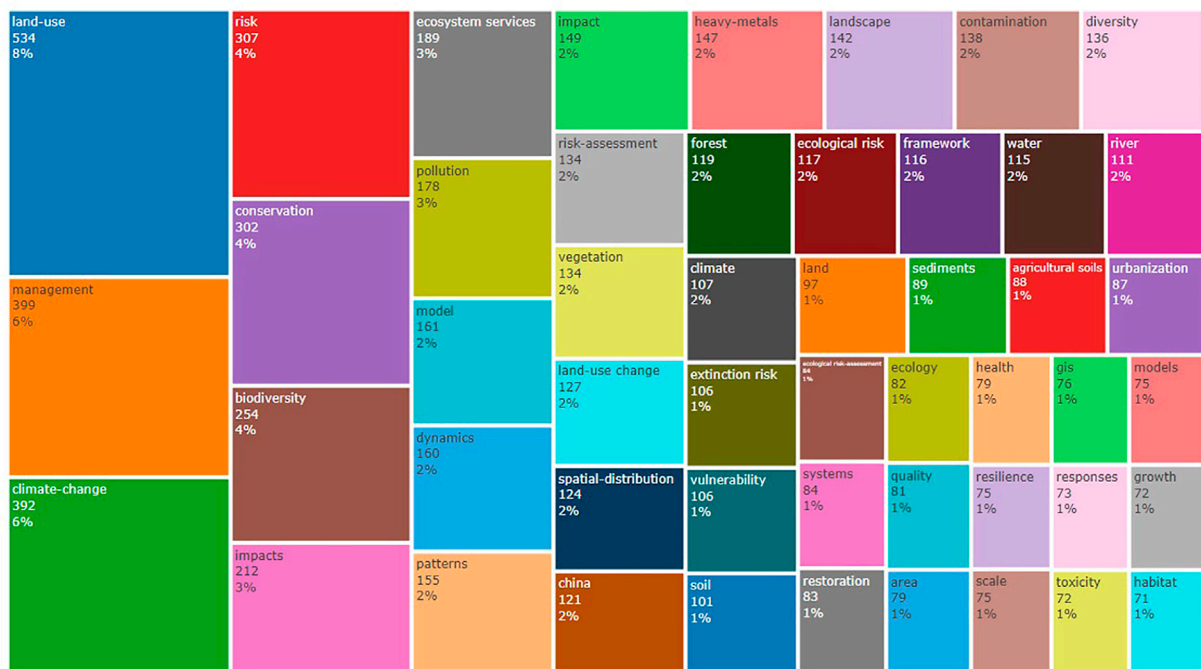 land-use
534
8%
management
399
6%
climate-change
392
6%
risk
307
4%
conservation
302
4%
biodiversity
254
4%
impacts
212
3%
ecosystem services
189
3%
pollution
178
3%
model
161
2%
dynamics
160
2%
patterns
155
2%
impact
149
2%
heavy-metals
147
2%
landscape
142
2%
contamination
138
2%
diversity
136
2%
risk-assessment
134
2%
vegetation
134
2%
land-use change
127
2%
spatial-distribution
124
2%
china
121
2%
forest
119
2%
ecological risk
117
2%
framework
116
2%
water
115
2%
river
111
2%
climate
107
2%
extinction risk
106
1%
vulnerability
106
1%
soil
101
1%
land
97
1%
sediments
89
1%
agricultural soils
88
1%
urbanization
87
1%
ecological risk-assessment
84
1%
systems
84
1%
restoration
83
1%
ecology
82
1%
health
79
1%
gis
76
1%
models
75
1%
quality
81
1%
resilience
75
1%
responses
73
1%
growth
72
1%
area
79
1%
scale
75
1%
toxicity
72
1%
habitat
71
1%